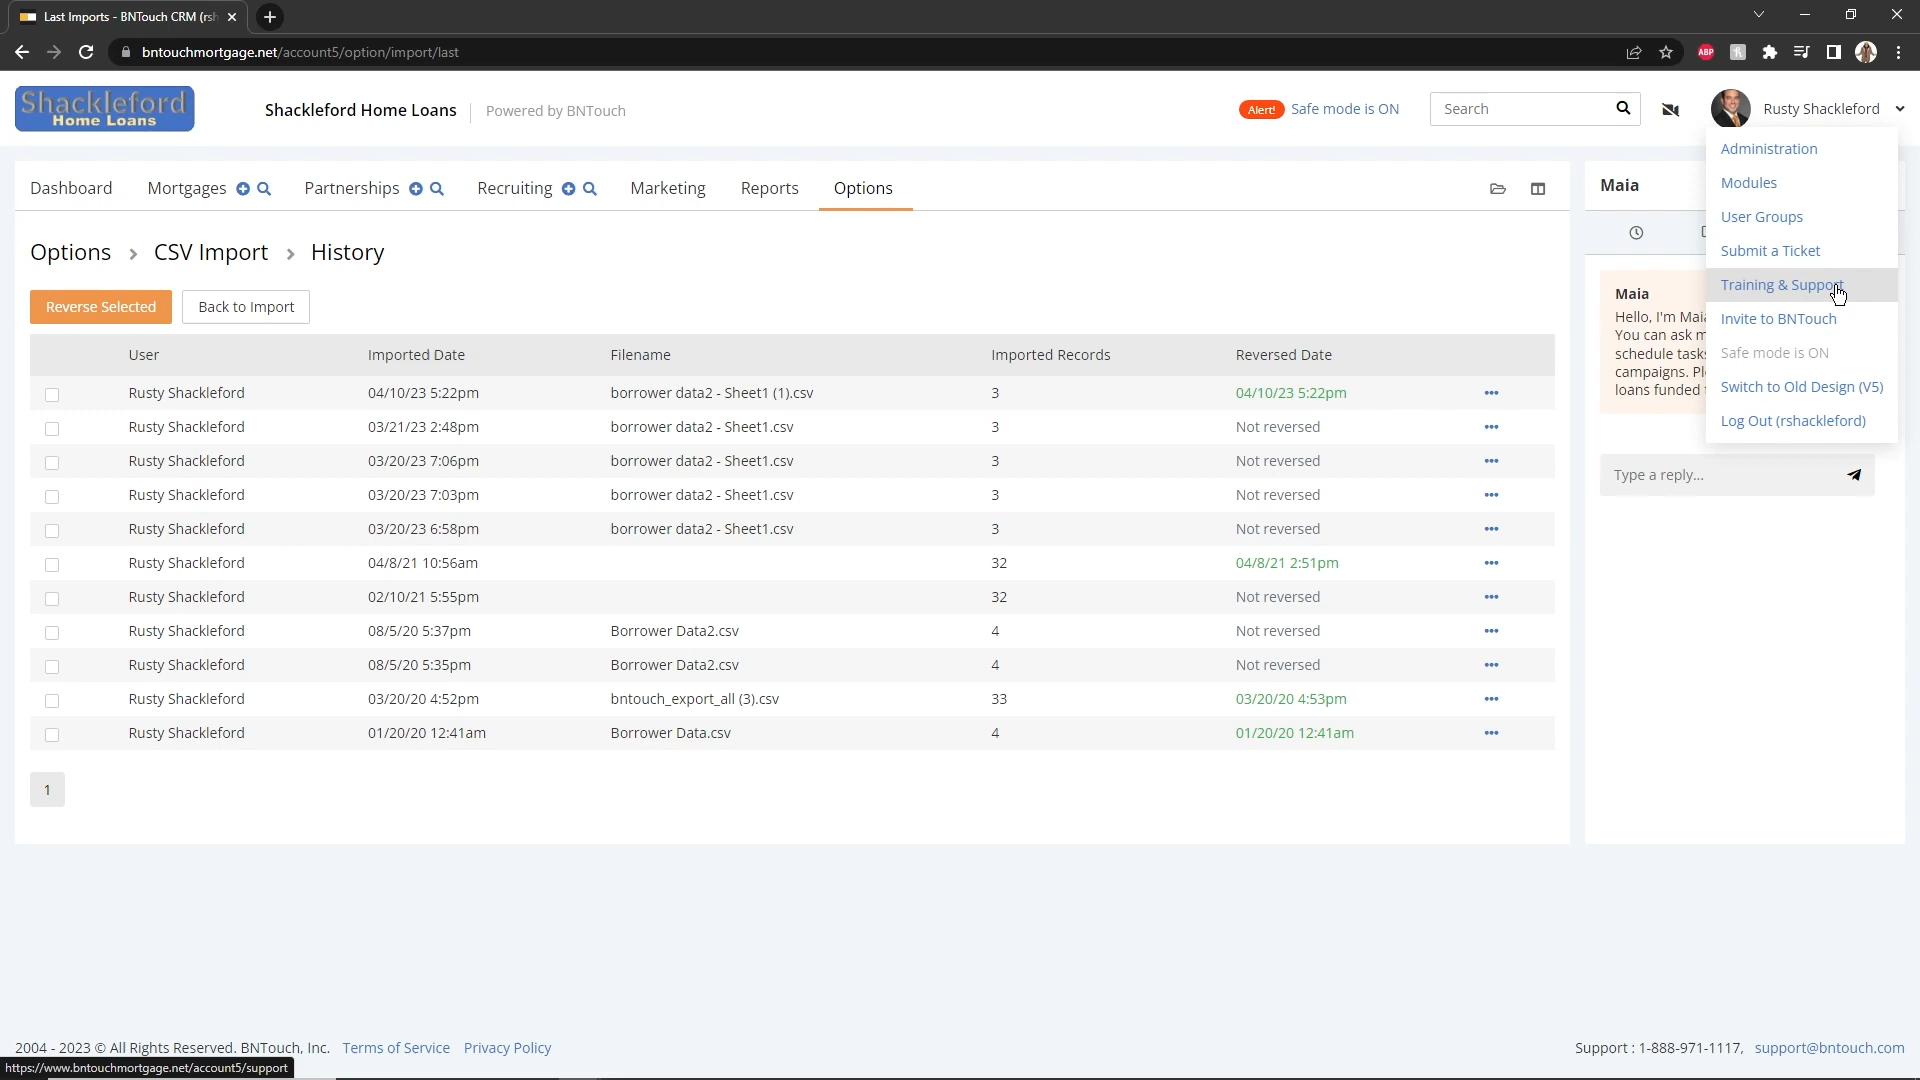 Last Imports - BNTouch CRM (rsh
bntouchmortgage.net/account5/option/import/last
ABP
Shackleford
Home Loans
Shackleford Home Loans
Powered by BNTouch
Alert! Safe mode is ON
Search
Rusty Shackleford
Dashboard Mortgages Partnerships Recruiting Marketing Reports Options
Options > CSV Import > History
Reverse Selected
Back to Import
User Imported Date Filename Imported Records Reversed Date
Rusty Shackleford 04/10/23 5:22pm borrower data2 - Sheet1 (1).csv 3 04/10/23 5:22pm
Rusty Shackleford 03/21/23 2:48pm borrower data2 - Sheet1.csv 3 Not reversed
Rusty Shackleford 03/20/23 7:06pm borrower data2 - Sheet1.csv 3 Not reversed
Rusty Shackleford 03/20/23 7:03pm borrower data2 - Sheet1.csv 3 Not reversed
Rusty Shackleford 03/20/23 6:58pm borrower data2 - Sheet1.csv 3 Not reversed
Rusty Shackleford 04/8/21 10:56am 32 04/8/21 2:51pm
Rusty Shackleford 02/10/21 5:55pm 32 Not reversed
Rusty Shackleford 08/5/20 5:37pm Borrower Data2.csv 4 Not reversed
Rusty Shackleford 08/5/20 5:35pm Borrower Data2.csv 4 Not reversed
Rusty Shackleford 03/20/20 4:52pm bntouch_export_all (3).csv 33 03/20/20 4:53pm
Rusty Shackleford 01/20/20 12:41am Borrower Data.csv 4 01/20/20 12:41am
1
Maia
Maia
Hello, I'm Maia
You can ask m
schedule tasks
campaigns. Pl
loans funded
Type a reply...
Administration
Modules
User Groups
Submit a Ticket
Training & Support
Invite to BNTouch
Safe mode is ON
Switch to Old Design (V5)
Log Out (rshackleford)
2004 - 2023 © All Rights Reserved. BNTouch, Inc. Terms of Service Privacy Policy
Support : 1-888-971-1117, support@bntouch.com
https://www.bntouchmortgage.net/account5/support